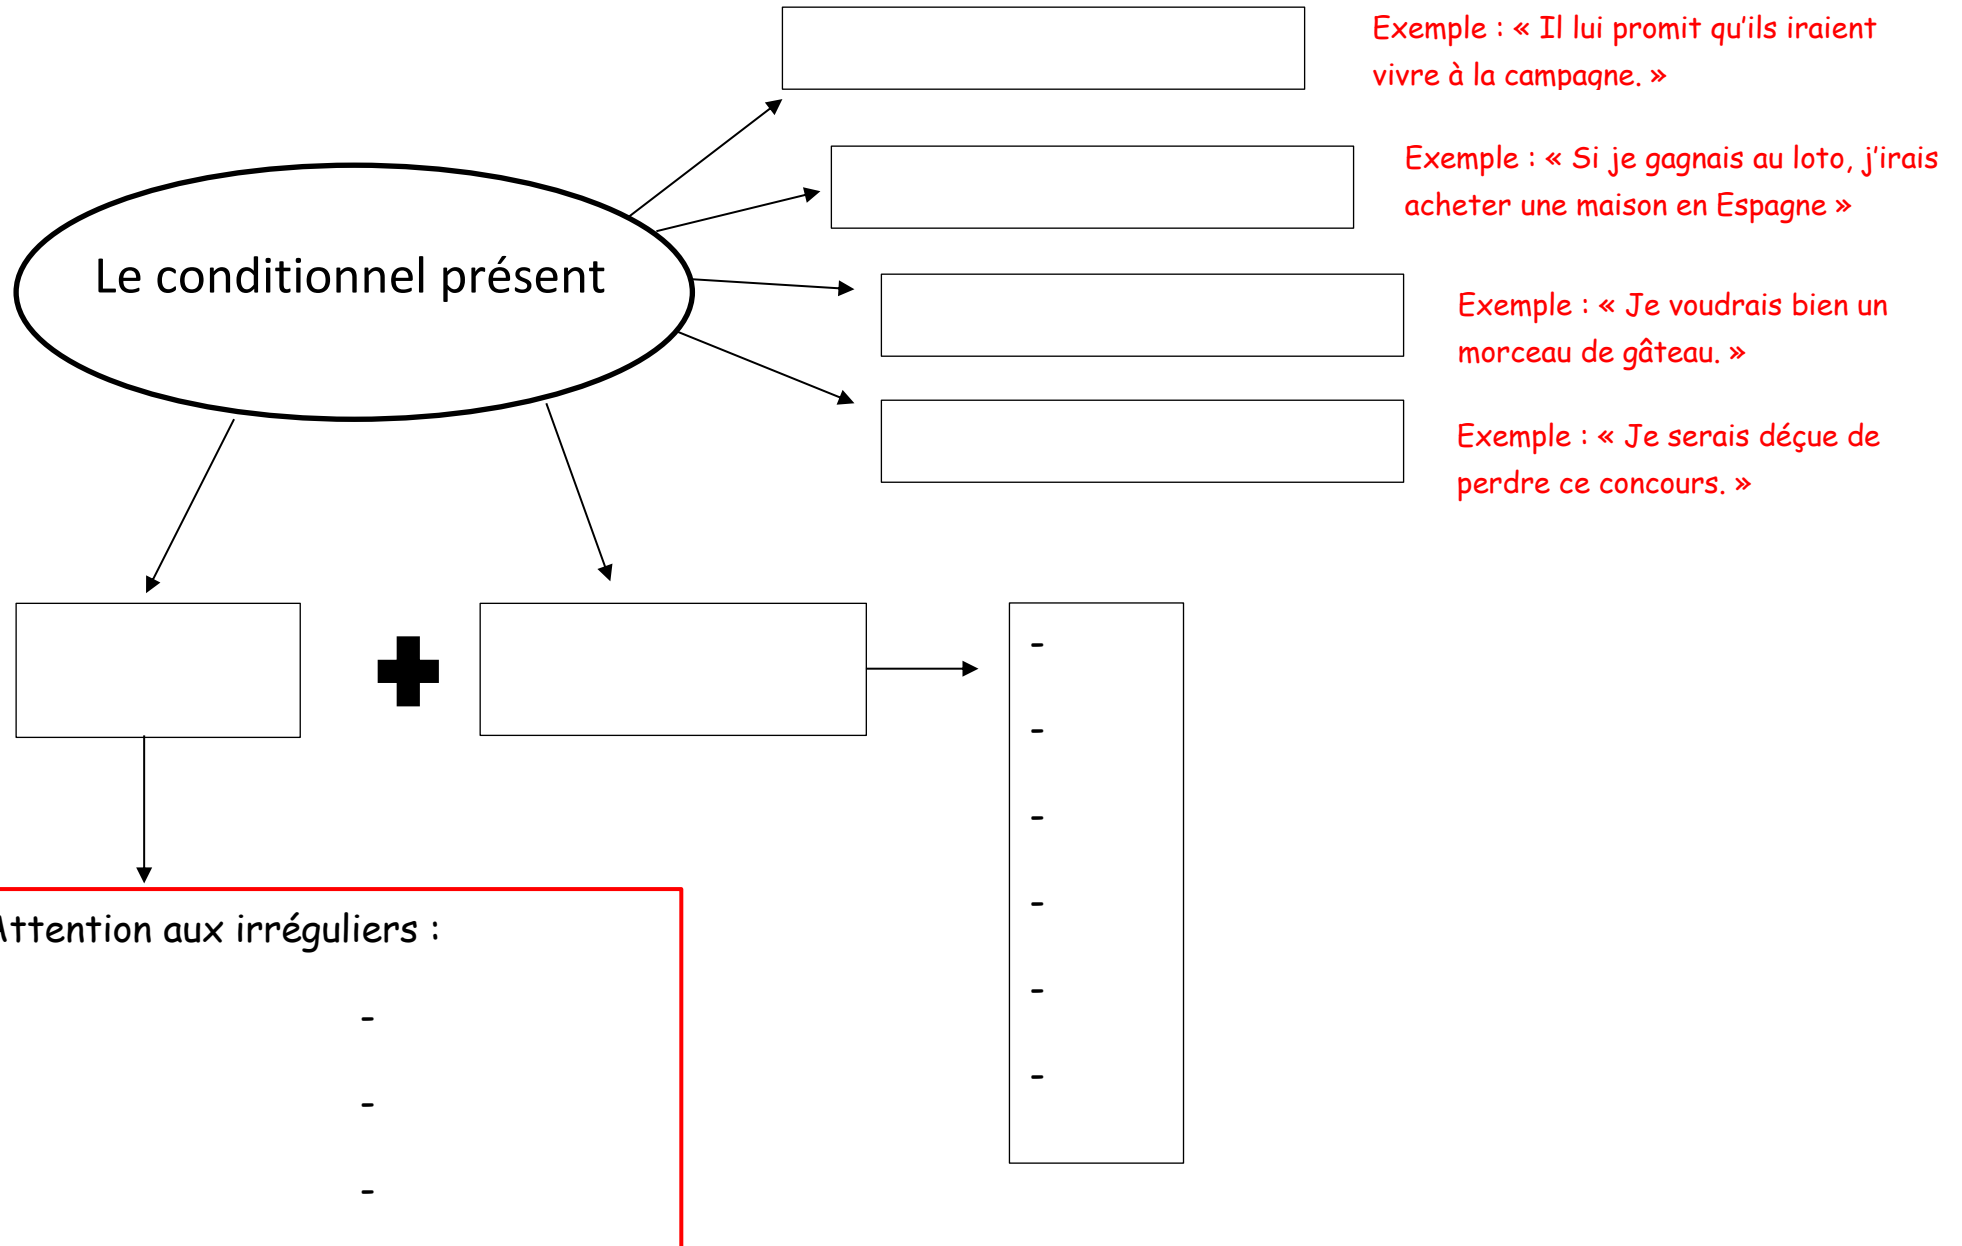 Exemple : « Il lui promit qu'ils iraient
vivre à la campagne. »
Exemple : « Si je gagnais au loto, j'irais
acheter une maison en Espagne »
Le conditionnel présent
Exemple : « Je voudrais bien un
morceau de gâteau. »
Exemple : « Je serais déçue de
perdre ce concours. »
-
-
-
-
-
-
Attention aux irréguliers :
-
-
-